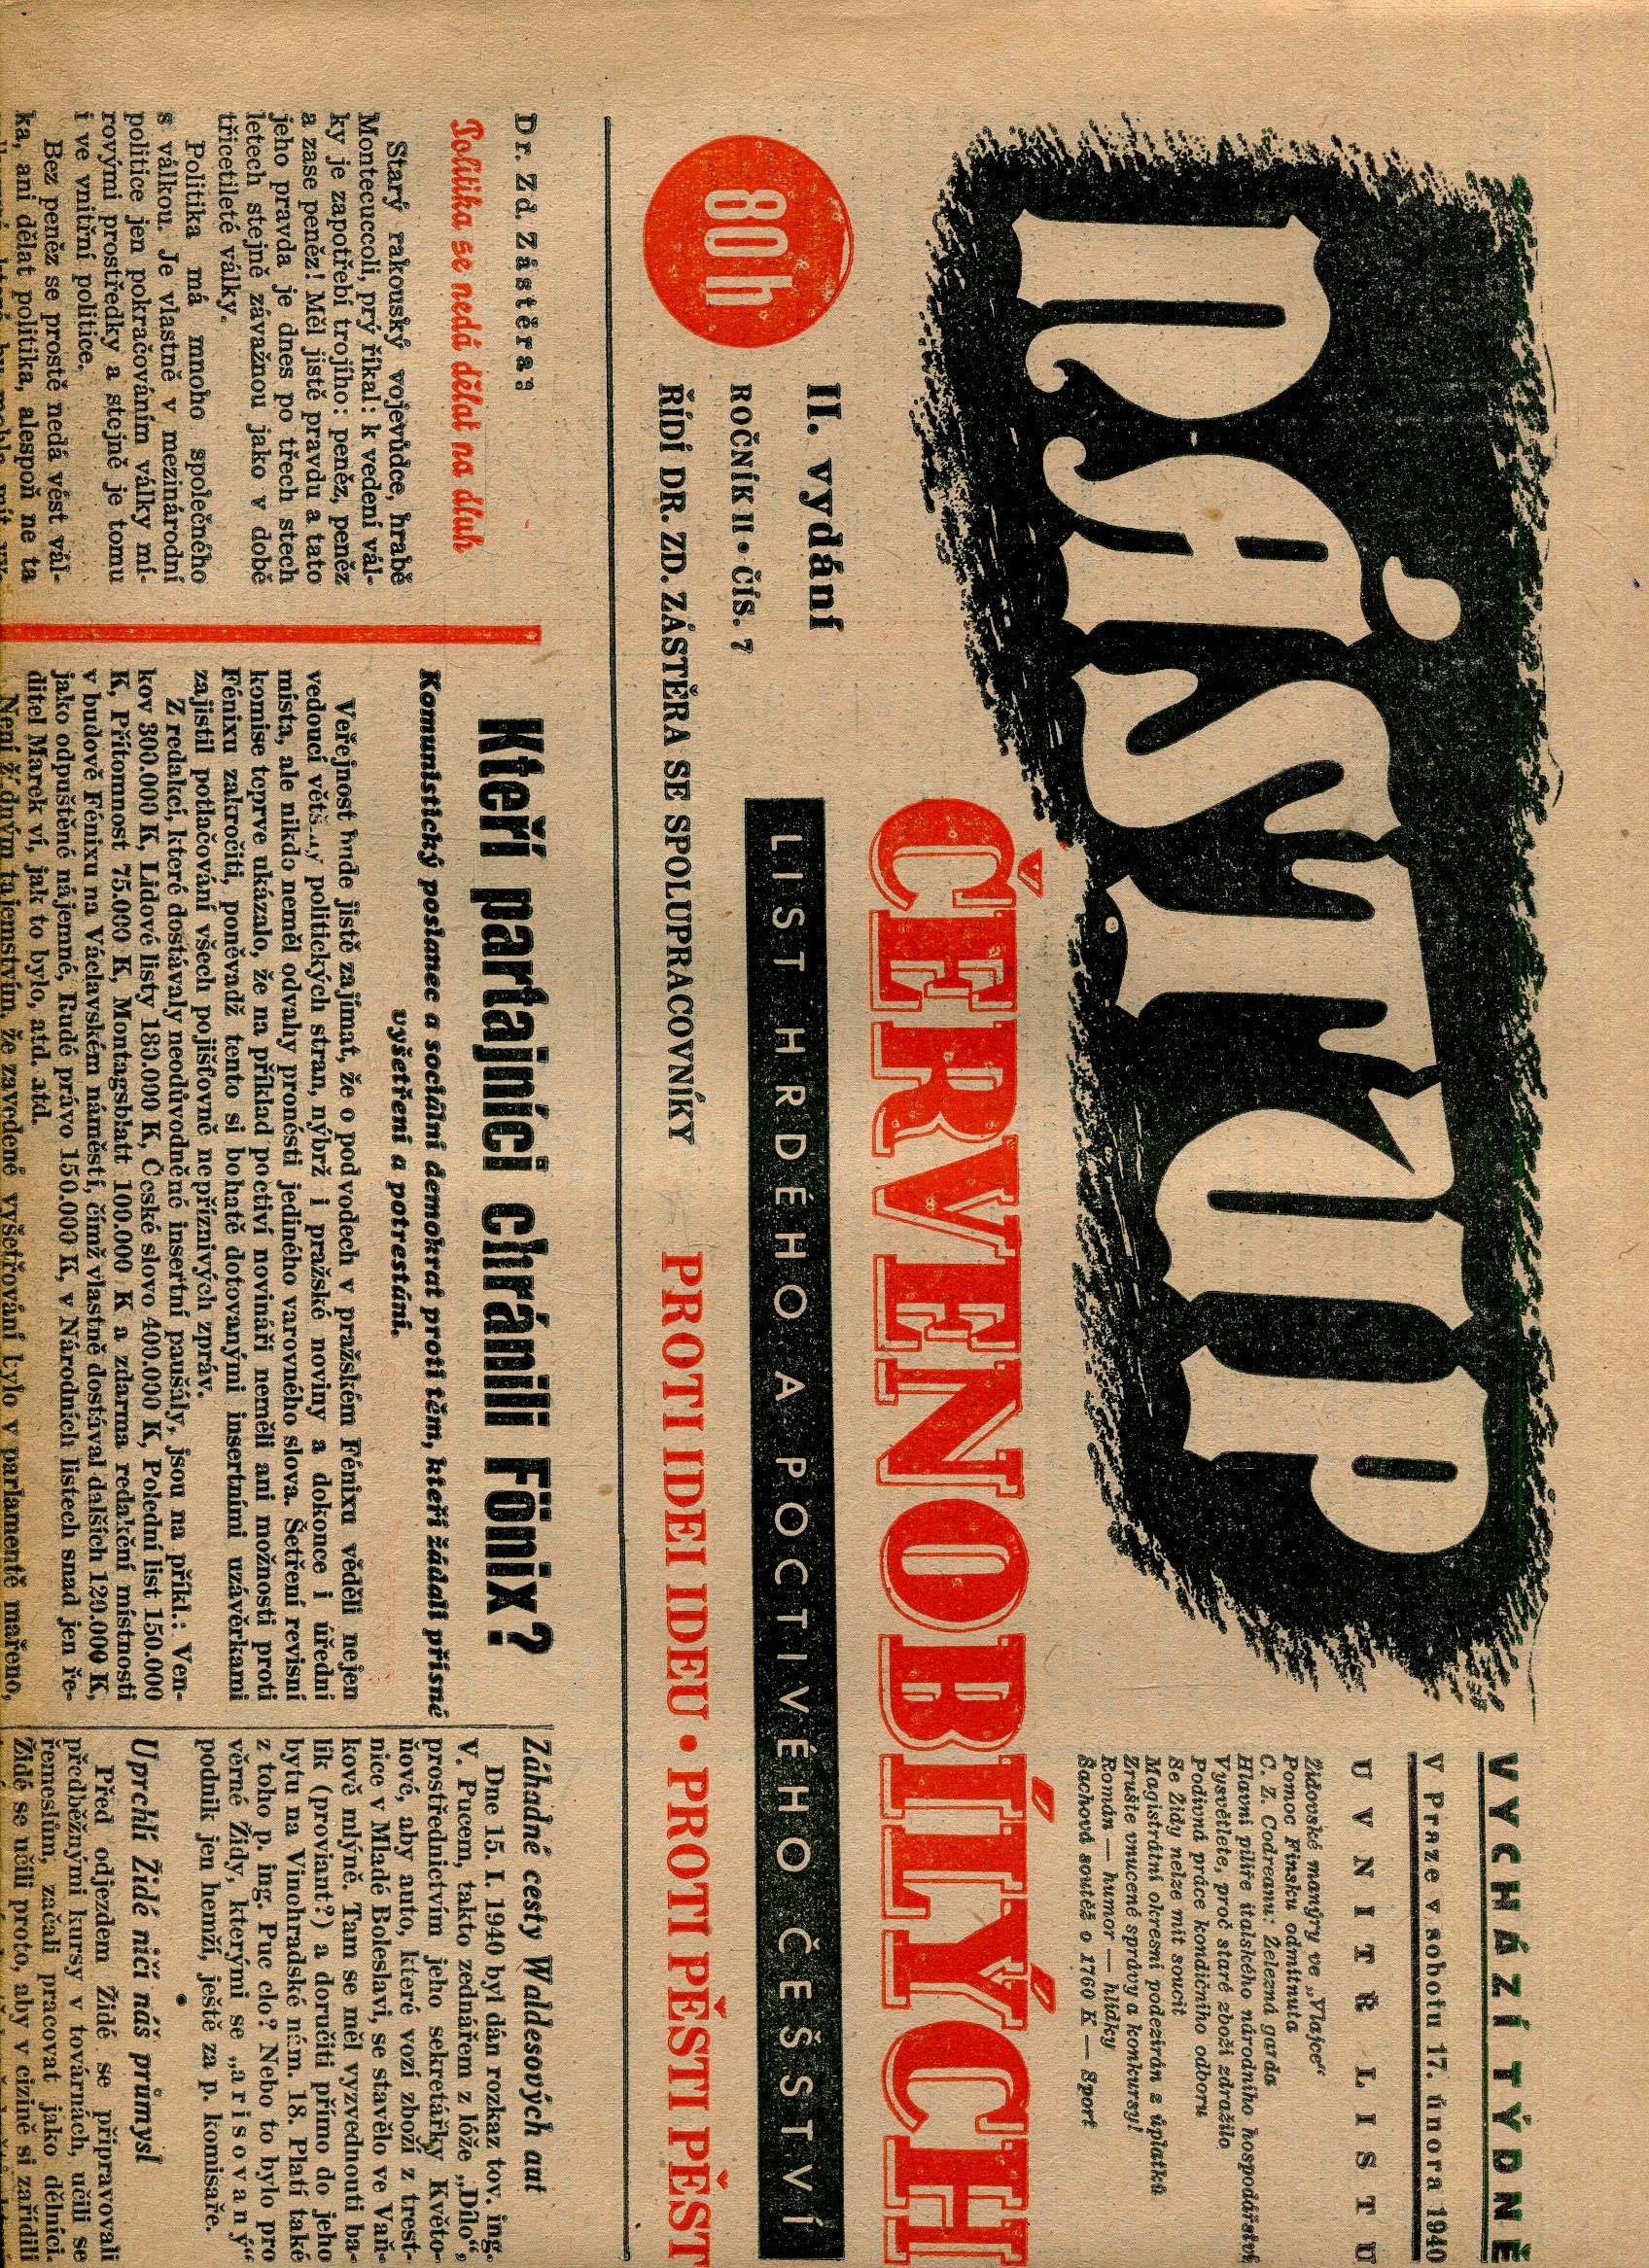 NÁSTUP
ČERVENOBÍLÝCH
LIST HRDÉHO A POCTIVÉHO ČEŠTVÍ
VYCHÁZÍ TÝDNĚ
V Praze v sobotu 17. února 1940
UVNITŘ LISTU
Židovské manýry ve „Vlajce“
Pomoc Finsku odmítnuta
C. Z. Codreanu: Železná garda
Hlavní pilíře italského národního hospodářství
Vysvětlete, proč staré zboží zdražilo
Podivná práce kondičního odboru
Se Židy nelze mít soucit
Magistrátní okresní podezírán z úplatků
Zrušte vnucené správy a konkursy!
Román — humor — hlídky
Šachová soutěž o 1760 K — Sport
80 h
II. vydání
ROČNÍK II • ČÍS. 7
ŘÍDÍ DR. ZD. ZÁSTĚRA SE SPOLUPRACOVNÍKY
PROTI IDEI IDEU • PROTI PĚSTI PĚST
Dr. Zd. Zástěra:
Politika se nedá dělat na dluh
Starý rakouský vojevůdce, hrabě
Montecuccoli, prý říkal: k vedení vál-
ky je zapotřebí trojího: peněz, peněz
a zase peněz! Měl jistě pravdu a tato
jeho pravda je dnes po třech stech
letech stejně závažnou jako v době
třicetileté války.
Politika má mnoho společného
s válkou. Je vlastně v mezinárodní
politice jen pokračováním války mí-
rovými prostředky a stejně je tomu
i ve vnitřní politice.
Bez peněz se prostě nedá vést vál-
ka, ani dělat politika, alespoň ne ta
Kteří partajníci chránili Fönix?
Komunistický poslanec a sociální demokrat proti těm, kteří žádali přísné
vyšetření a potrestání.
Veřejnost bude jistě zajímat, že o podvodech v pražském Fénixu věděli nejen
vedoucí většiny politických stran, nýbrž i pražské noviny a dokonce i úřední
místa, ale nikdo neměl odvahy pronésti jediného varovného slova. Šetření revisní
komise teprve ukázalo, že na příklad poctiví novináři neměli ani možnosti proti
Fénixu zakročiti, poněvadž tento si bohatě dotovanými insertními uzávěrkami
zajistil potlačování všech pojišťovně nepříznivých zpráv.
Z redakcí, které dostávaly neodůvodněné insertní paušály, jsou na příkl.: Ven-
kov 300.000 K, Lidové listy 180.000 K, České slovo 400.000 K, Polední list 150.000
K, Přítomnost 75.000 K, Montagsblatt 100.000 K a zdarma redakční místnosti
v budově Fénixu na Václavském náměstí, čímž vlastně dostával dalších 120.000 K,
jako odpuštěné nájemné, Rudé právo 150.000 K, v Národních listech snad jen ře-
ditel Marek ví, jak to bylo, atd. atd.
Není žádným tajemstvím, že zavedené vyšetřování bylo v parlamentě mařeno,
Záhadné cesty Waldesových aut
Dne 15. I. 1940 byl dán rozkaz tov. ing.
V. Pucem, takto zednářem z lóže „Dílo“,
prostřednictvím jeho sekretářky Květo-
ňové, aby auto, které vozí zboží z trest-
nice v Mladé Boleslavi, se stavělo ve Vaň-
kově mlýně. Tam se měl vyzvednouti ba-
lík (proviant?) a doručiti přímo do jeho
bytu na Vinohradské nám. 18. Platí také
z toho p. ing. Puc clo? Nebo to bylo pro
věrné Židy, kterými se „arisovaný“
podnik jen hemží, ještě za p. komisaře.
•
Uprchlí Židé ničí náš průmysl
Před odjezdem Židé se připravovali
předběžnými kursy v továrnách, učili se
řemeslům, začali pracovat jako dělníci.
Židé se učili proto, aby v cizině si zařídili